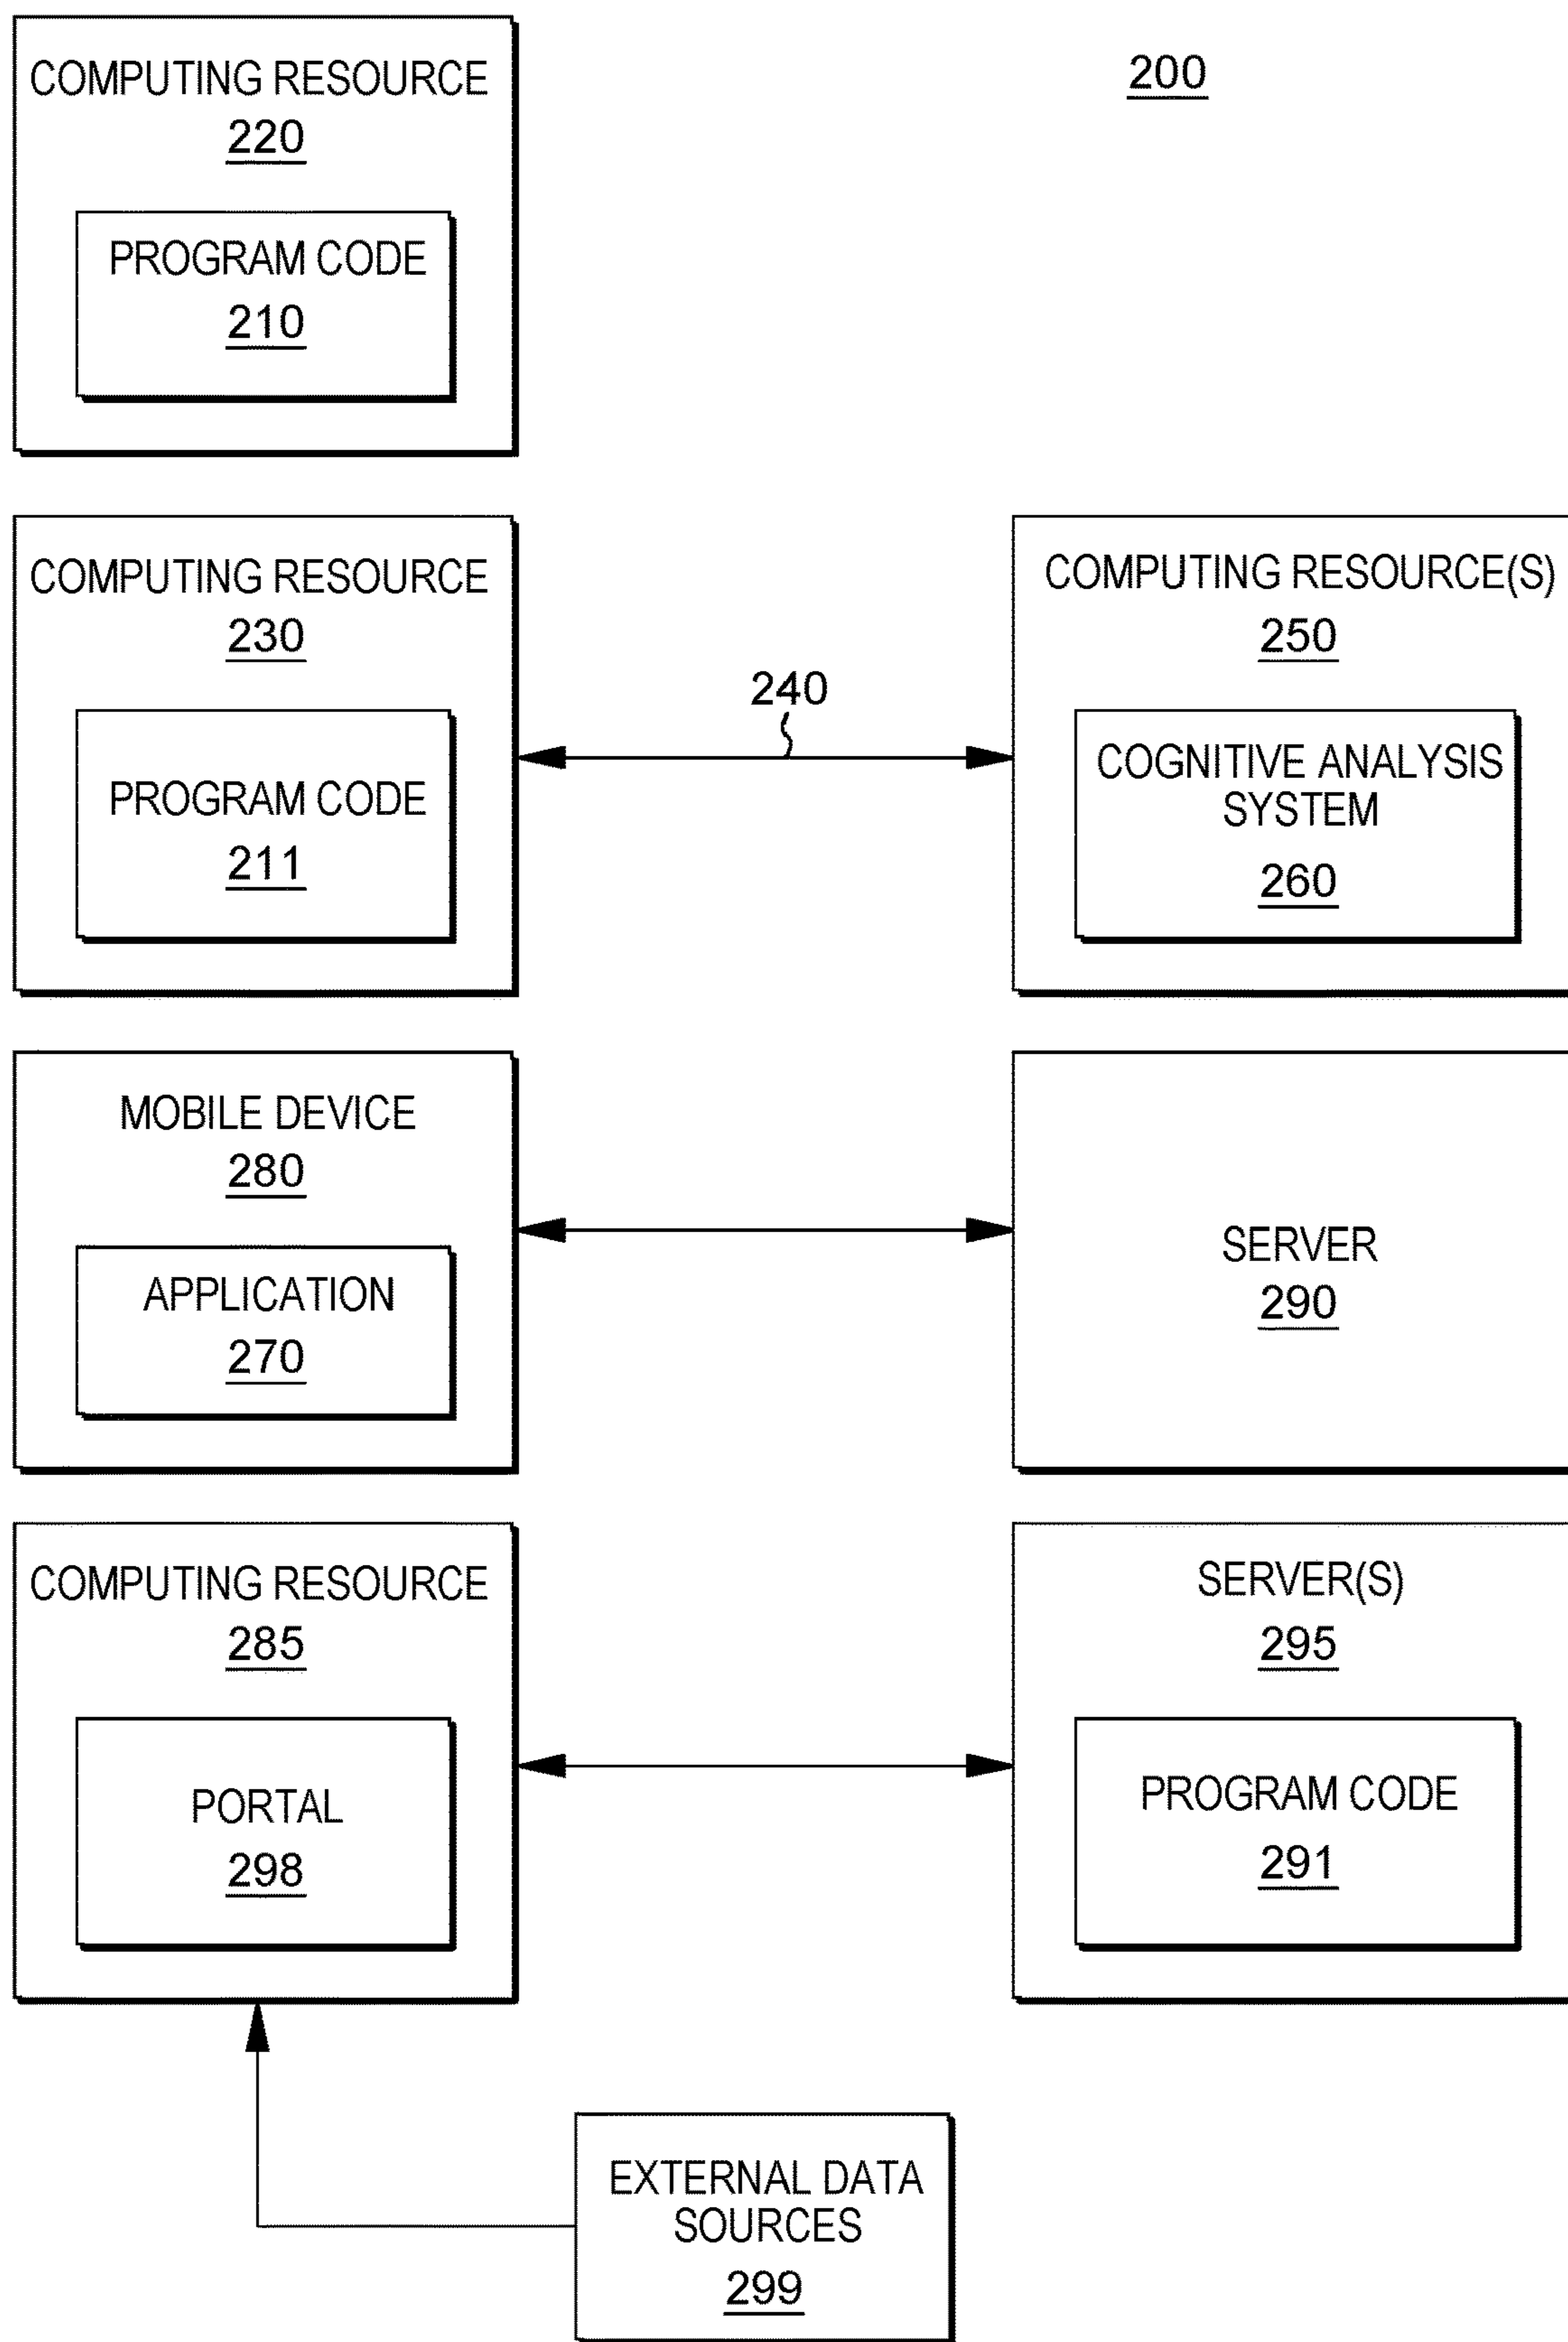 200
COMPUTING RESOURCE
220
PROGRAM CODE
210
COMPUTING RESOURCE
230
PROGRAM CODE
211
240
COMPUTING RESOURCE(S)
250
COGNITIVE ANALYSIS
SYSTEM
260
MOBILE DEVICE
280
APPLICATION
270
SERVER
290
COMPUTING RESOURCE
285
PORTAL
298
SERVER(S)
295
PROGRAM CODE
291
EXTERNAL DATA
SOURCES
299